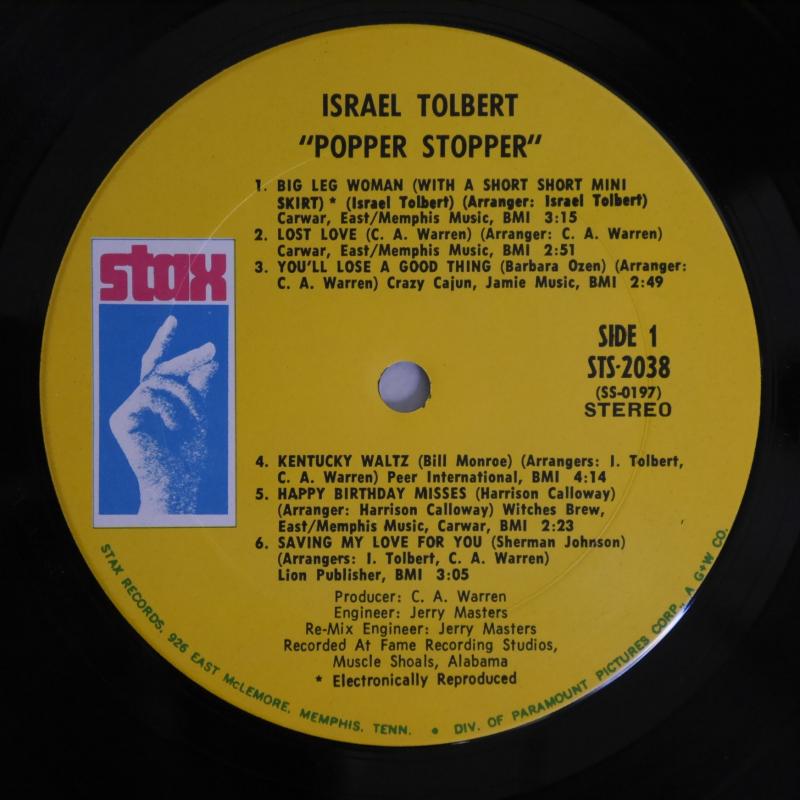 ISRAEL TOLBERT
"POPPER STOPPER"
1. BIG LEG WOMAN (WITH A SHORT SHORT MINI
SKIRT) * (Israel Tolbert) (Arranger: Israel Tolbert)
Carwar, East/Memphis Music, BMI 3:15
2. LOST LOVE (C. A. Warren) (Arranger: C. A. Warren)
Carwar, East/Memphis Music, BMI 2:51
3. YOU'LL LOSE A GOOD THING (Barbara Ozen) (Arranger:
C. A. Warren) Crazy Cajun, Jamie Music, BMI 2:49
stax
SIDE 1
STS-2038
(SS-0197)
STEREO
4. KENTUCKY WALTZ (Bill Monroe) (Arrangers: I. Tolbert,
C. A. Warren) Peer International, BMI 4:14
5. HAPPY BIRTHDAY MISSES (Harrison Calloway)
(Arranger: Harrison Calloway) Witches Brew,
East/Memphis Music, Carwar, BMI 2:23
6. SAVING MY LOVE FOR YOU (Sherman Johnson)
(Arrangers: I. Tolbert, C. A. Warren)
Lion Publisher, BMI 3:05
Producer: C. A. Warren
Engineer: Jerry Masters
Re-Mix Engineer: Jerry Masters
Recorded At Fame Recording Studios,
Muscle Shoals, Alabama
* Electronically Reproduced
STAX RECORDS, 926 EAST McLEMORE, MEMPHIS, TENN. • DIV. OF PARAMOUNT PICTURES CORP., A G+W CO.